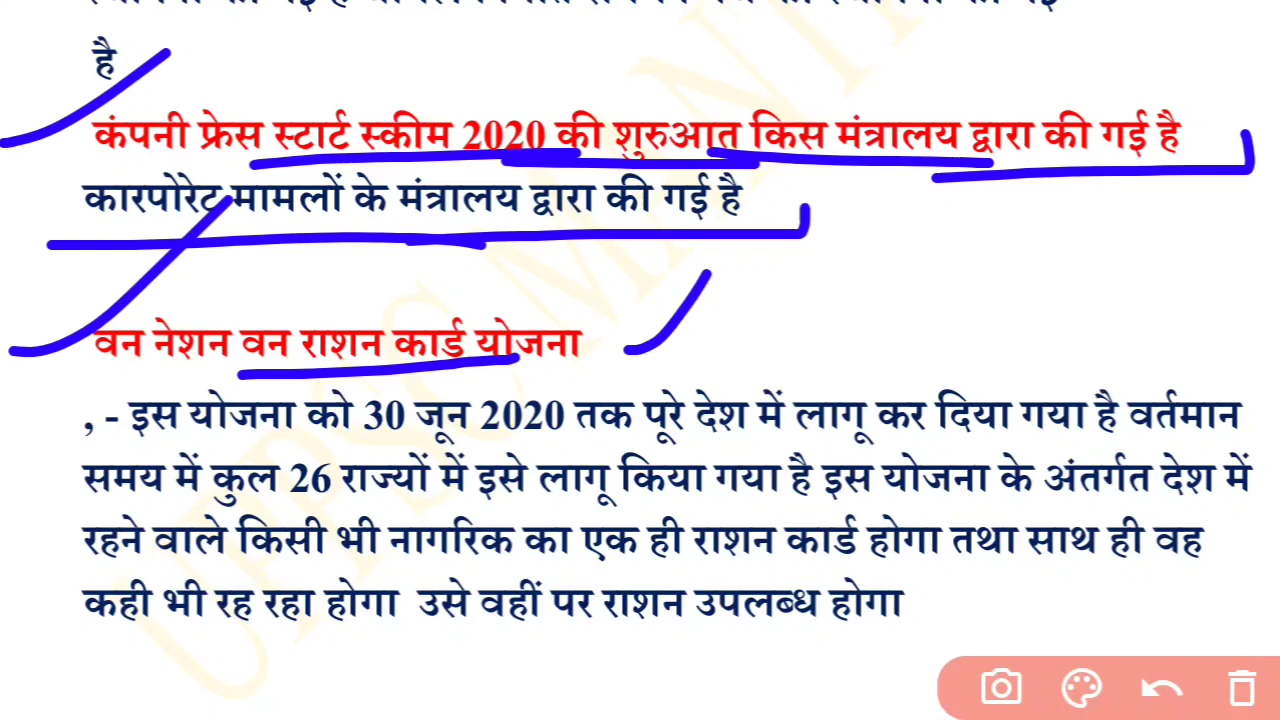 है
कंपनी फ्रेस स्टार्ट स्कीम 2020 की शुरुआत किस मंत्रालय द्वारा की गई है
कारपोरेट मामलों के मंत्रालय द्वारा की गई है
वन नेशन वन राशन कार्ड योजना
, - इस योजना को 30 जून 2020 तक पूरे देश में लागू कर दिया गया है वर्तमान
समय में कुल 26 राज्यों में इसे लागू किया गया है इस योजना के अंतर्गत देश में
रहने वाले किसी भी नागरिक का एक ही राशन कार्ड होगा तथा साथ ही वह
कही भी रह रहा होगा उसे वहीं पर राशन उपलब्ध होगा